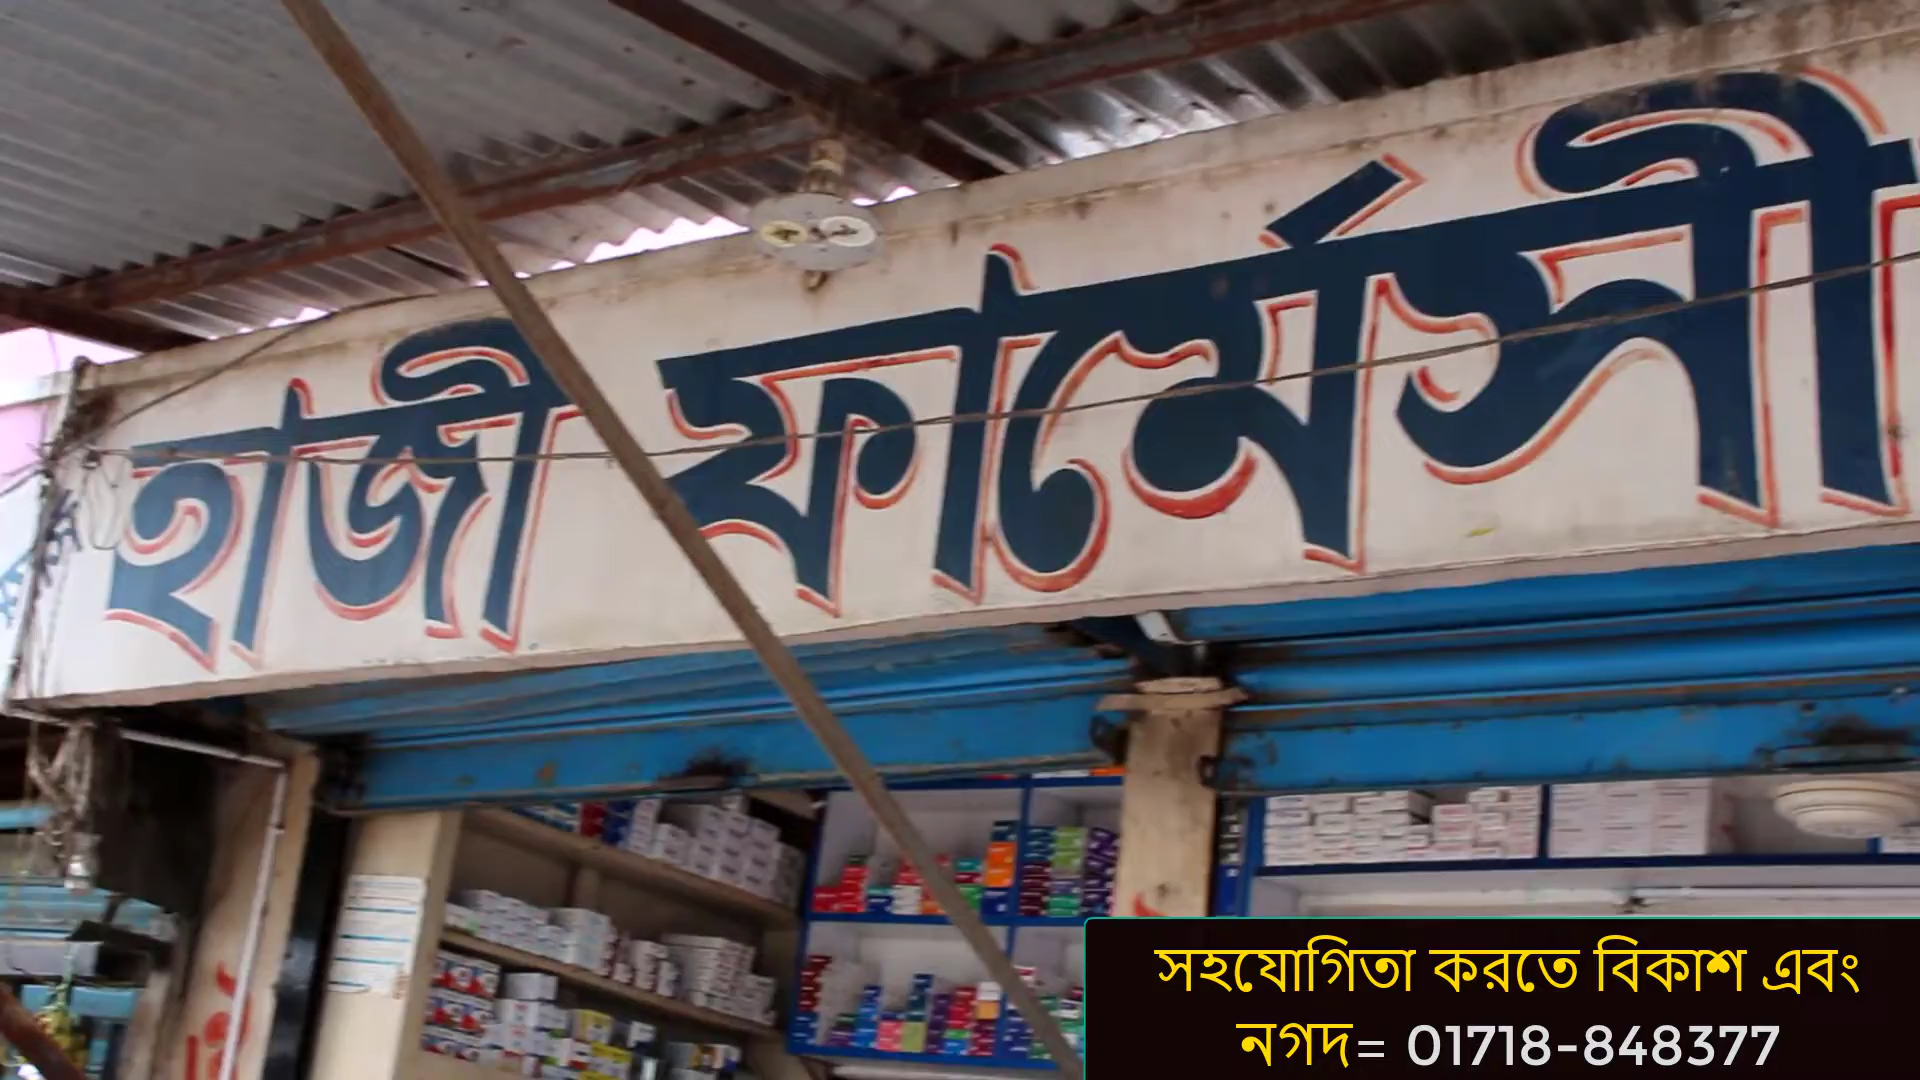 হাজী ফার্মেসী
সহযোগিতা করতে বিকাশ এবং
নগদ= 01718-848377